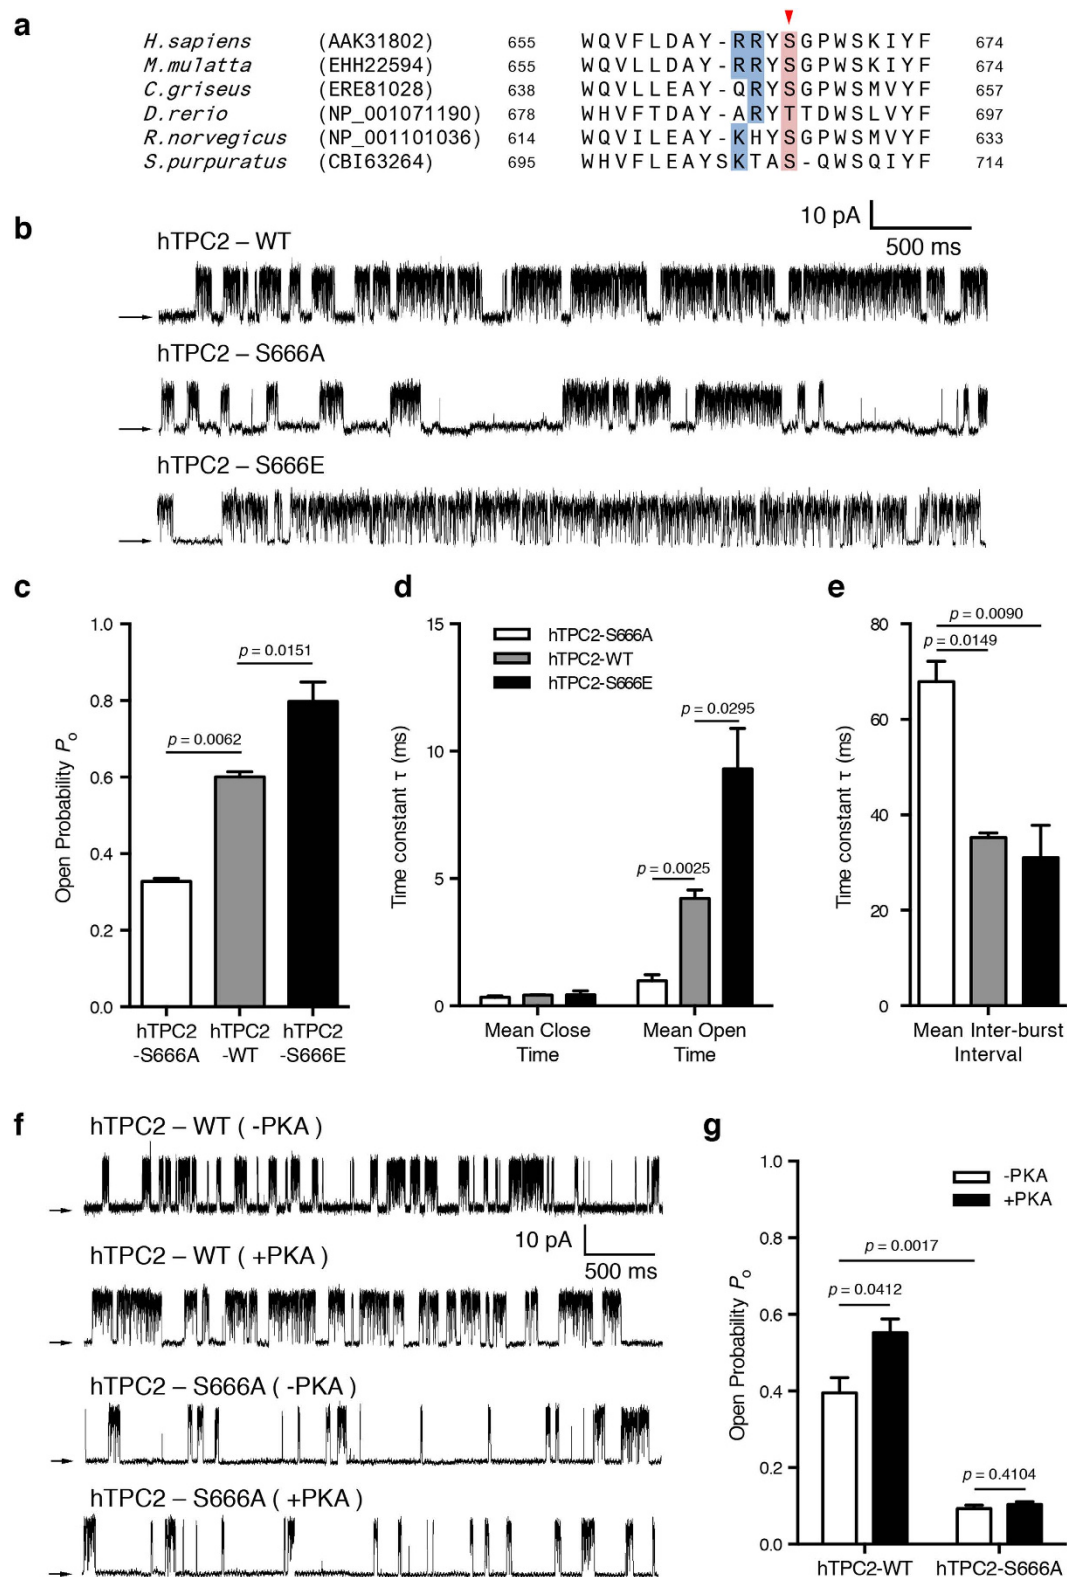 a
H.sapiens (AAK31802) 655 WQVFLDAY-RRYSGPWSKIYF 674
M.mulatta (EHH22594) 655 WQVLLDAY-RRYSGPWSKIYF 674
C.griseus (ERE81028) 638 WQVFLEAY-QRYSGPWSMVYF 657
D.rerio (NP_001071190) 678 WHVFTDAY-ARYTTDWSLVYF 697
R.norvegicus (NP_001101036) 614 WQVILEAY-KHYSGPWSMVYF 633
S.purpuratus (CBI63264) 695 WHVFLEAYSKTAS-QWSQIYF 714
b
10 pA
500 ms
hTPC2 – WT
hTPC2 – S666A
hTPC2 – S666E
c
Open Probability Po
1.0
0.8
0.6
0.4
0.2
0.0
p = 0.0151
p = 0.0062
hTPC2 -S666A
hTPC2 -WT
hTPC2 -S666E
d
Time constant τ (ms)
15
10
5
0
hTPC2-S666A
hTPC2-WT
hTPC2-S666E
p = 0.0295
p = 0.0025
Mean Close Time
Mean Open Time
e
Time constant τ (ms)
80
60
40
20
0
p = 0.0090
p = 0.0149
Mean Inter-burst Interval
f
hTPC2 – WT ( -PKA )
10 pA
500 ms
hTPC2 – WT ( +PKA )
hTPC2 – S666A ( -PKA )
hTPC2 – S666A ( +PKA )
g
Open Probability Po
1.0
0.8
0.6
0.4
0.2
0.0
-PKA
+PKA
p = 0.0017
p = 0.0412
p = 0.4104
hTPC2-WT
hTPC2-S666A